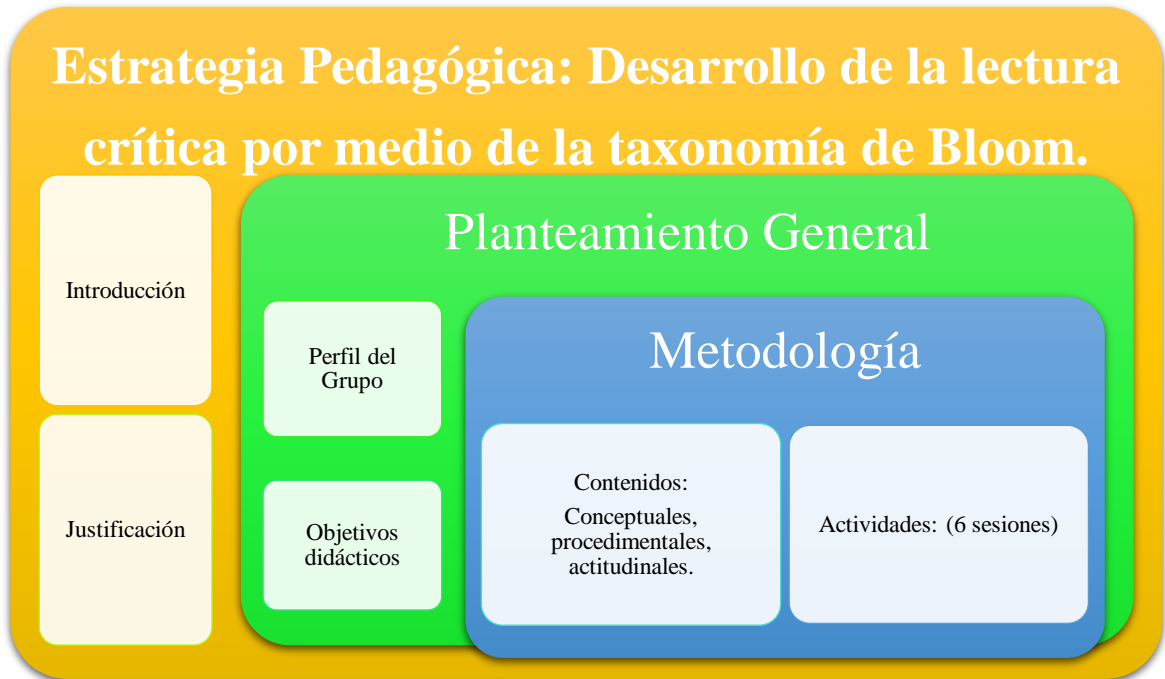 Estrategia Pedagógica: Desarrollo de la lectura
crítica por medio de la taxonomía de Bloom.
Introducción
Justificación
Planteamiento General
Perfil del
Grupo
Objetivos
didácticos
Metodología
Contenidos:
Conceptuales,
procedimentales,
actitudinales.
Actividades: (6 sesiones)